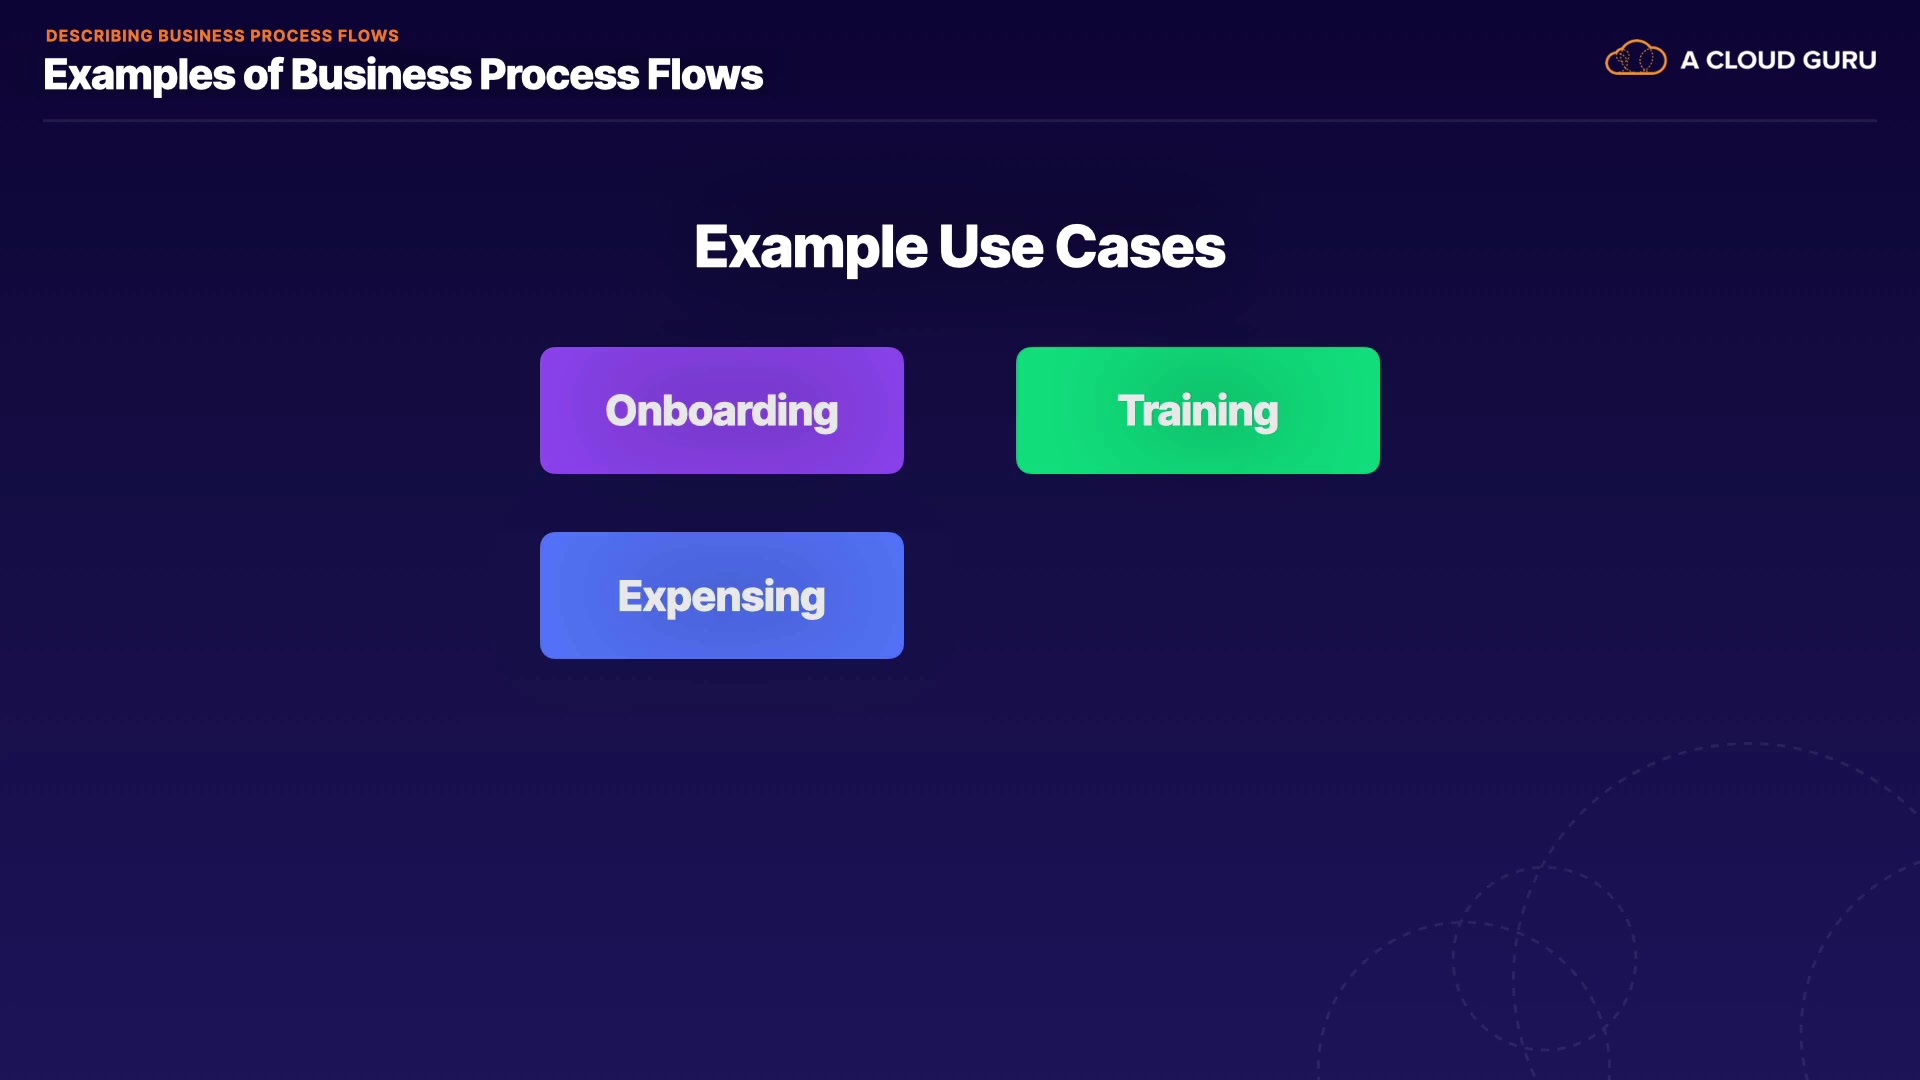 DESCRIBING BUSINESS PROCESS FLOWS
Examples of Business Process Flows
A CLOUD GURU
Example Use Cases
Onboarding
Training
Expensing